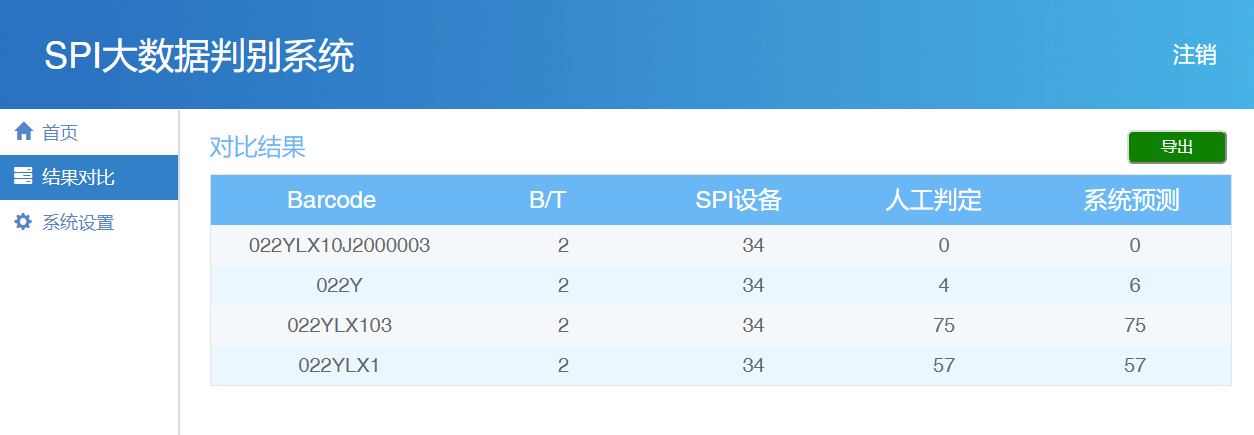 SPI大数据判别系统
注销
首页
结果对比
系统设置
对比结果
导出
Barcode B/T SPI设备 人工判定 系统预测
022YLX10J2000003 2 34 0 0
022Y 2 34 4 6
022YLX103 2 34 75 75
022YLX1 2 34 57 57